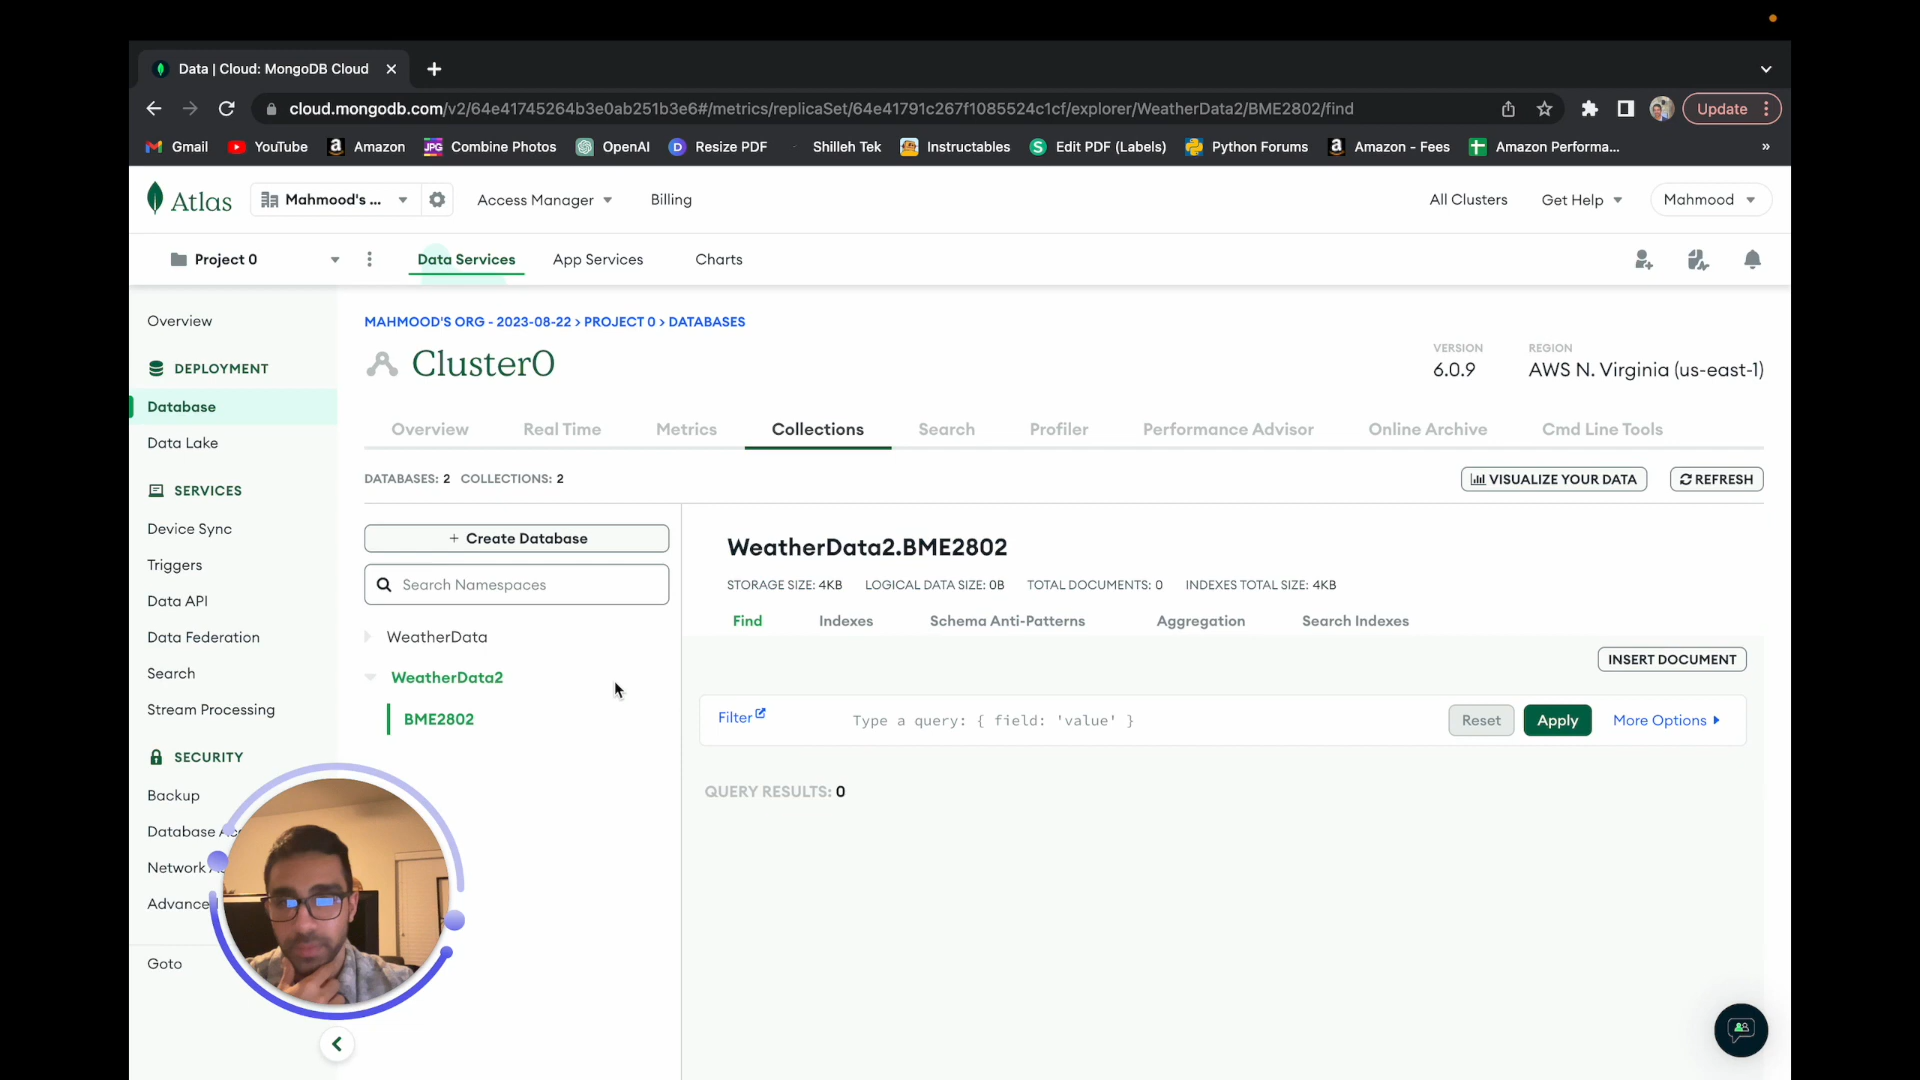 Data | Cloud: MongoDB Cloud
cloud.mongodb.com/v2/64e41745264b3e0ab251b3e6#/metrics/replicaSet/64e41791c267f1085524c1cf/explorer/WeatherData2/BME2802/find
Update
Gmail YouTube Amazon Combine Photos OpenAI Resize PDF Shilleh Tek Instructables Edit PDF (Labels) Python Forums Amazon - Fees Amazon Performa... »
Atlas Mahmood's ... Access Manager Billing All Clusters Get Help Mahmood
Project 0 Data Services App Services Charts
Overview
DEPLOYMENT
Database
Data Lake
SERVICES
Device Sync
Triggers
Data API
Data Federation
Search
Stream Processing
SECURITY
Backup
Database
Network
Advance
Goto
MAHMOOD'S ORG - 2023-08-22 > PROJECT 0 > DATABASES
Cluster0
VERSION
6.0.9
REGION
AWS N. Virginia (us-east-1)
Overview Real Time Metrics Collections Search Profiler Performance Advisor Online Archive Cmd Line Tools
DATABASES: 2 COLLECTIONS: 2
VISUALIZE YOUR DATA REFRESH
+ Create Database
Search Namespaces
WeatherData
WeatherData2
BME2802
WeatherData2.BME2802
STORAGE SIZE: 4KB LOGICAL DATA SIZE: 0B TOTAL DOCUMENTS: 0 INDEXES TOTAL SIZE: 4KB
Find Indexes Schema Anti-Patterns Aggregation Search Indexes
INSERT DOCUMENT
Filter Type a query: { field: 'value' } Reset Apply More Options
QUERY RESULTS: 0